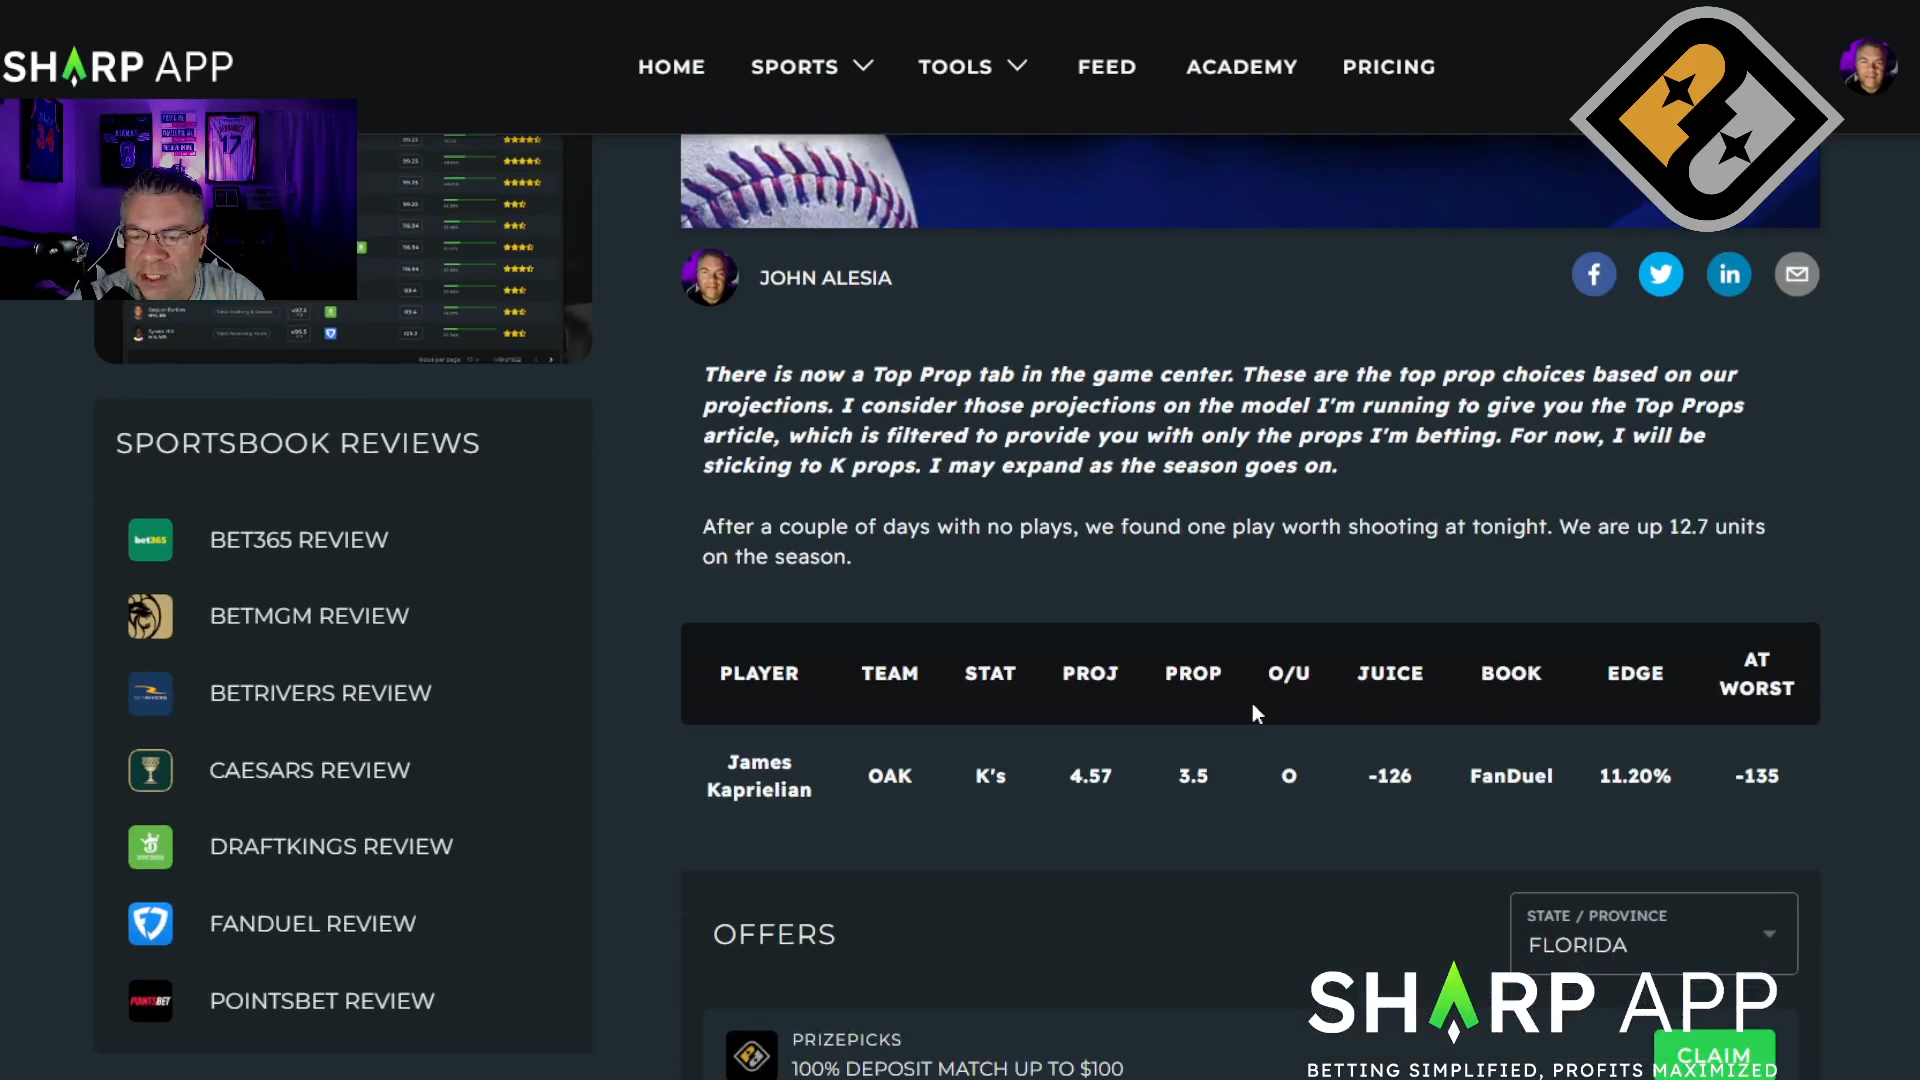 SHARP APP
HOME
SPORTS
TOOLS
FEED
ACADEMY
PRICING
34
8
17
JOHN ALESIA
There is now a Top Prop tab in the game center. These are the top prop choices based on our
projections. I consider those projections on the model I'm running to give you the Top Props
article, which is filtered to provide you with only the props I'm betting. For now, I will be
sticking to K props. I may expand as the season goes on.
After a couple of days with no plays, we found one play worth shooting at tonight. We are up 12.7 units
on the season.
SPORTSBOOK REVIEWS
bet365 BET365 REVIEW
BETMGM REVIEW
BETRIVERS REVIEW
CAESARS REVIEW
DRAFTKINGS REVIEW
FANDUEL REVIEW
POINTSBET POINTSBET REVIEW
PLAYER TEAM STAT PROJ PROP O/U JUICE BOOK EDGE AT WORST
James Kaprielian OAK K's 4.57 3.5 O -126 FanDuel 11.20% -135
OFFERS
STATE / PROVINCE
FLORIDA
PRIZEPICKS
100% DEPOSIT MATCH UP TO $100
CLAIM
SHARP APP
BETTING SIMPLIFIED, PROFITS MAXIMIZED